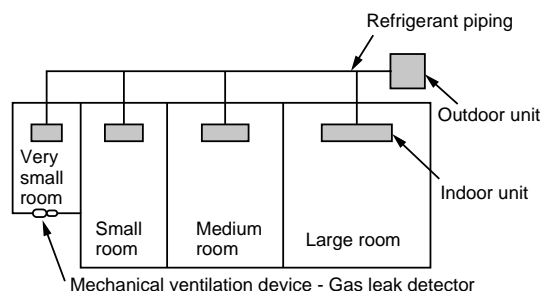 Refrigerant piping
Outdoor unit
Very
small
room
Indoor unit
Small
room
Medium
room
Large room
Mechanical ventilation device - Gas leak detector